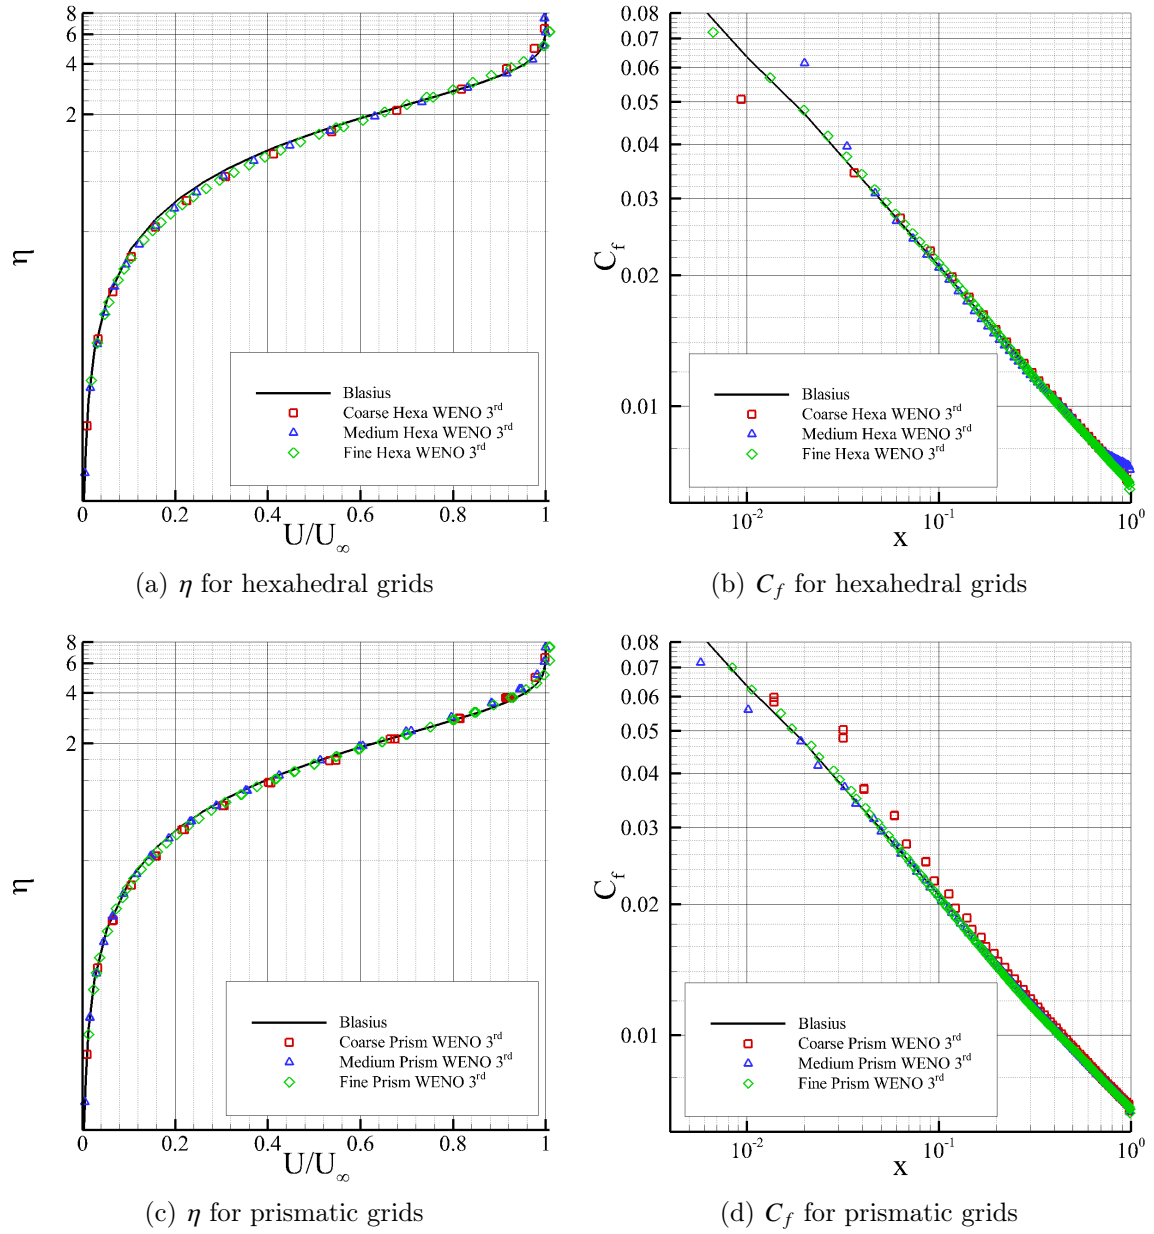 8
6
4
2
η
Blasius
Coarse Hexa WENO 3rd
Medium Hexa WENO 3rd
Fine Hexa WENO 3rd
0 0.2 0.4 0.6 0.8 1
U/U∞
(a) η for hexahedral grids
0.08
0.07
0.06
0.05
0.04
0.03
0.02
0.01
Cf
Blasius
Coarse Hexa WENO 3rd
Medium Hexa WENO 3rd
Fine Hexa WENO 3rd
10-2 10-1 100
x
(b) Cf for hexahedral grids
8
6
4
2
η
Blasius
Coarse Prism WENO 3rd
Medium Prism WENO 3rd
Fine Prism WENO 3rd
0 0.2 0.4 0.6 0.8 1
U/U∞
(c) η for prismatic grids
0.08
0.07
0.06
0.05
0.04
0.03
0.02
0.01
Cf
Blasius
Coarse Prism WENO 3rd
Medium Prism WENO 3rd
Fine Prism WENO 3rd
10-2 10-1 100
x
(d) Cf for prismatic grids